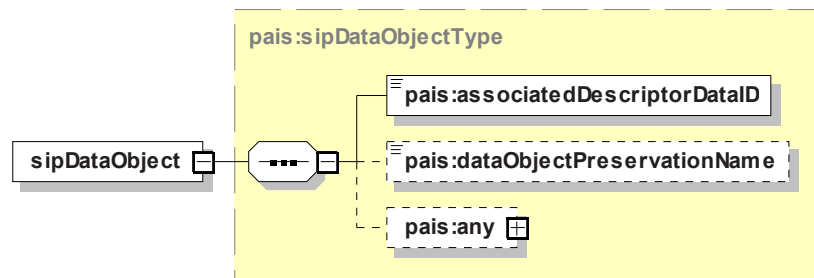 pais:sipDataObjectType
pais:associatedDescriptorDataID
sipDataObject
pais:dataObjectPreservationName
pais:any